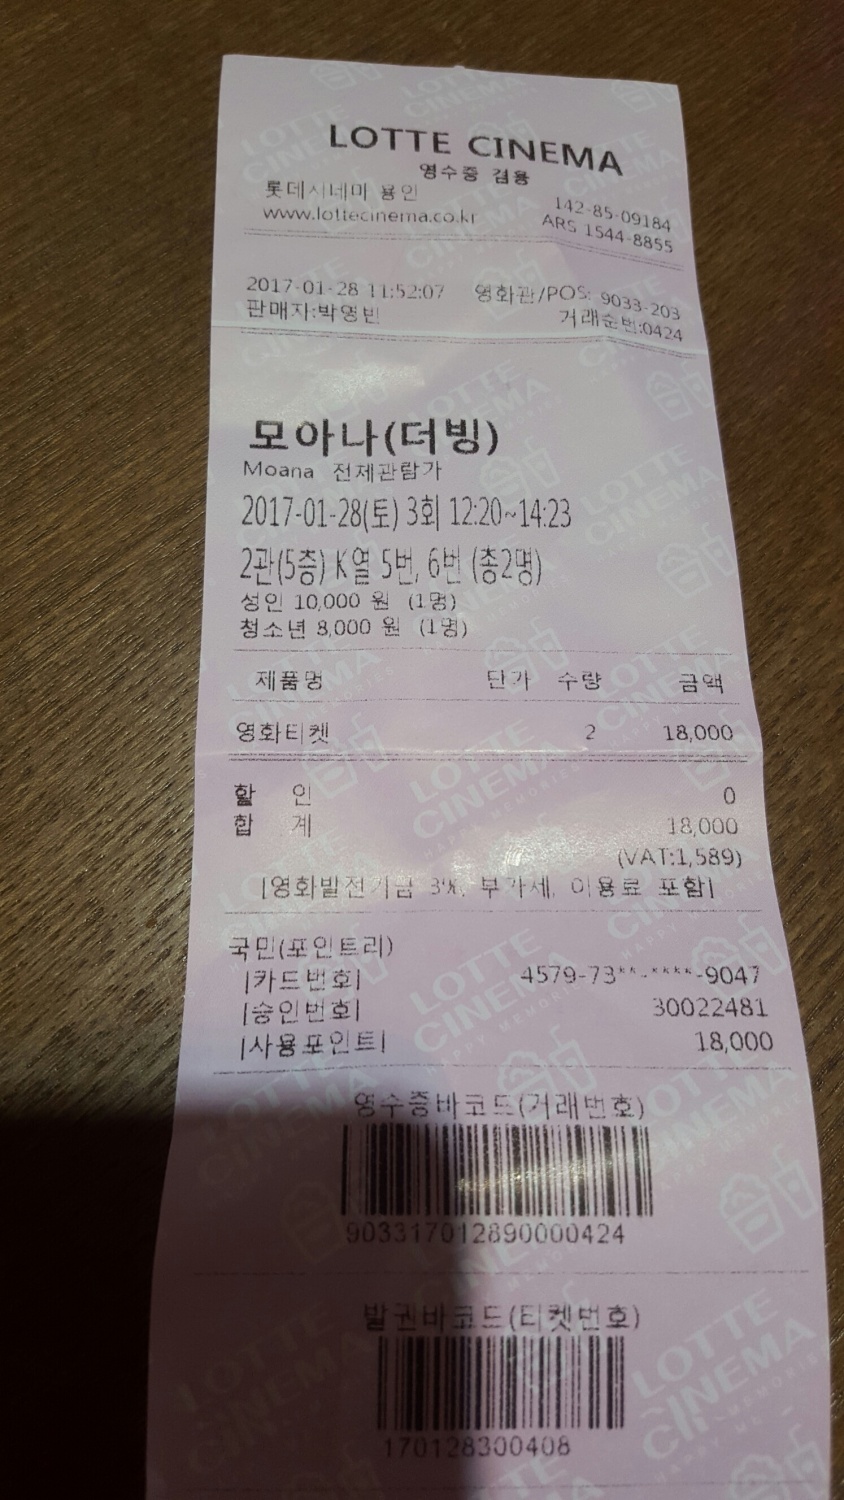 LOTTE CINEMA
영수증 겸용
롯데시네마 용인 142-85-09184
www.lottecinema.co.kr ARS 1544-8855
2017-01-28 11:52:07 영화관/POS: 9033-203
판매자:박영빈 거래순번:0424
모아나(더빙)
Moana 전체관람가
2017-01-28(토) 3회 12:20~14:23
2관(5층) K열 5번, 6번 (총2명)
성인 10,000 원 (1명)
청소년 8,000 원 (1명)
제품명 단가 수량 금액
영화티켓 2 18,000
할 인 0
합 계 18,000
(VAT:1,589)
[영화발전기금 3%, 부가세, 이용료 포함]
국민(포인트리)
[카드번호] 4579-73**-****-9047
[승인번호] 30022481
[사용포인트] 18,000
영수증바코드(거래번호)
903317012890000424
발권바코드(티켓번호)
170128300408